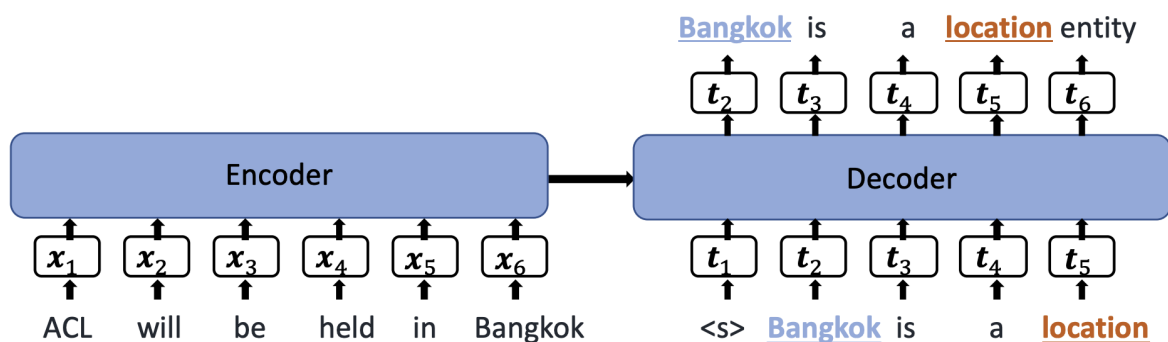 Bangkok is a location entity
t2 t3 t4 t5 t6
Encoder
Decoder
x1 x2 x3 x4 x5 x6
t1 t2 t3 t4 t5
ACL will be held in Bangkok
<s> Bangkok is a location